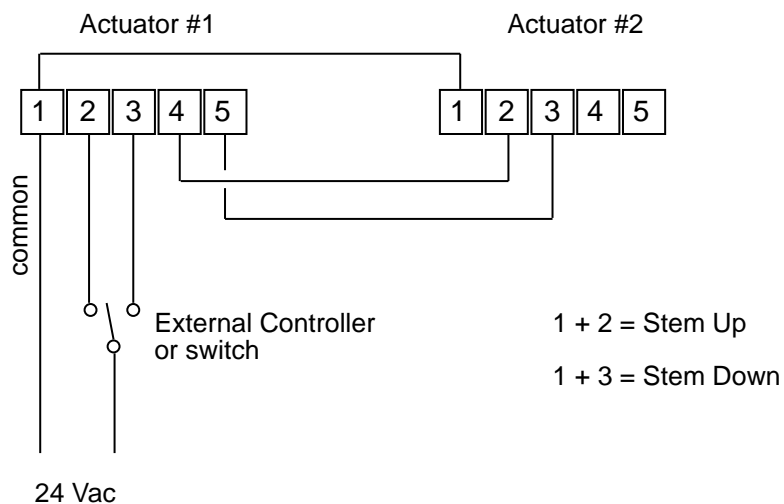 Actuator #1
Actuator #2
1 2 3 4 5
1 2 3 4 5
common
External Controller
or switch
1 + 2 = Stem Up
1 + 3 = Stem Down
24 Vac